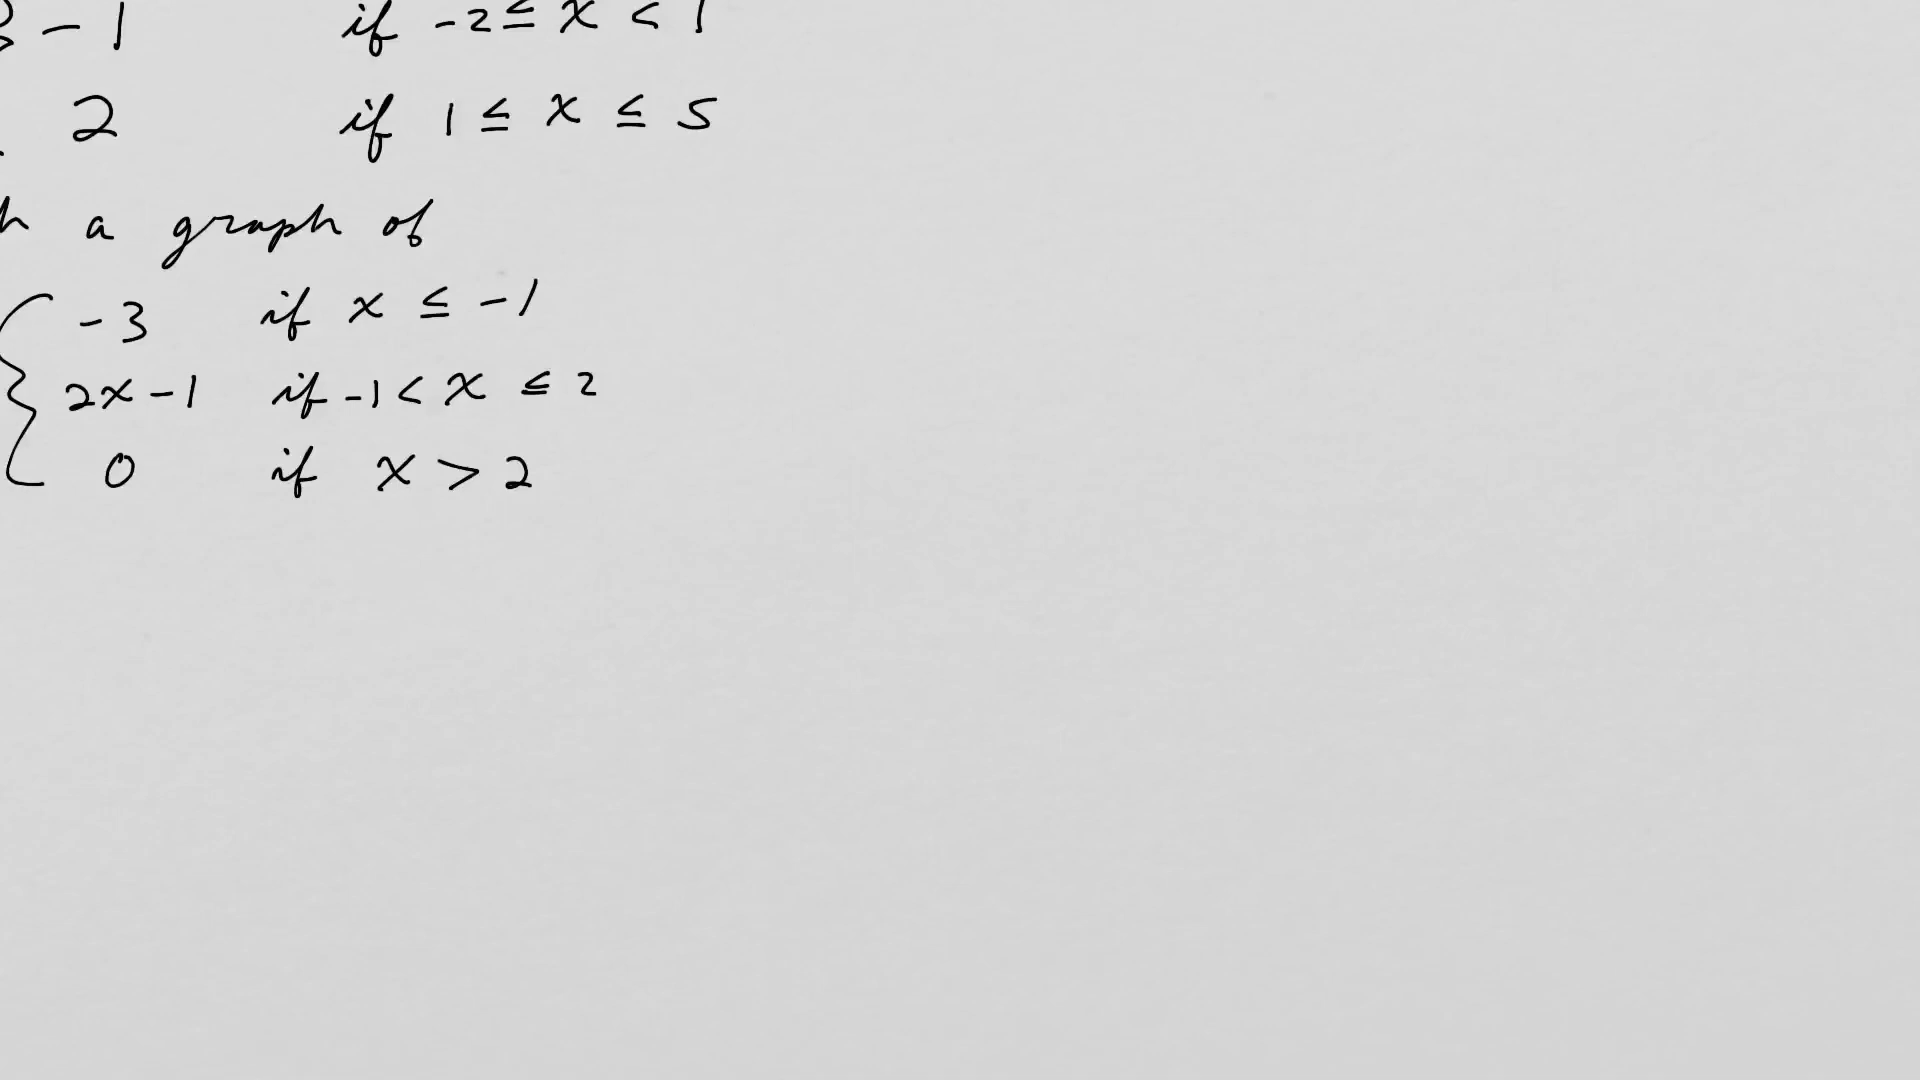 - 1 if -2 ≤ x < 1
2 if 1 ≤ x ≤ 5
a graph of
{ -3 if x ≤ -1
2x - 1 if -1 < x ≤ 2
0 if x > 2